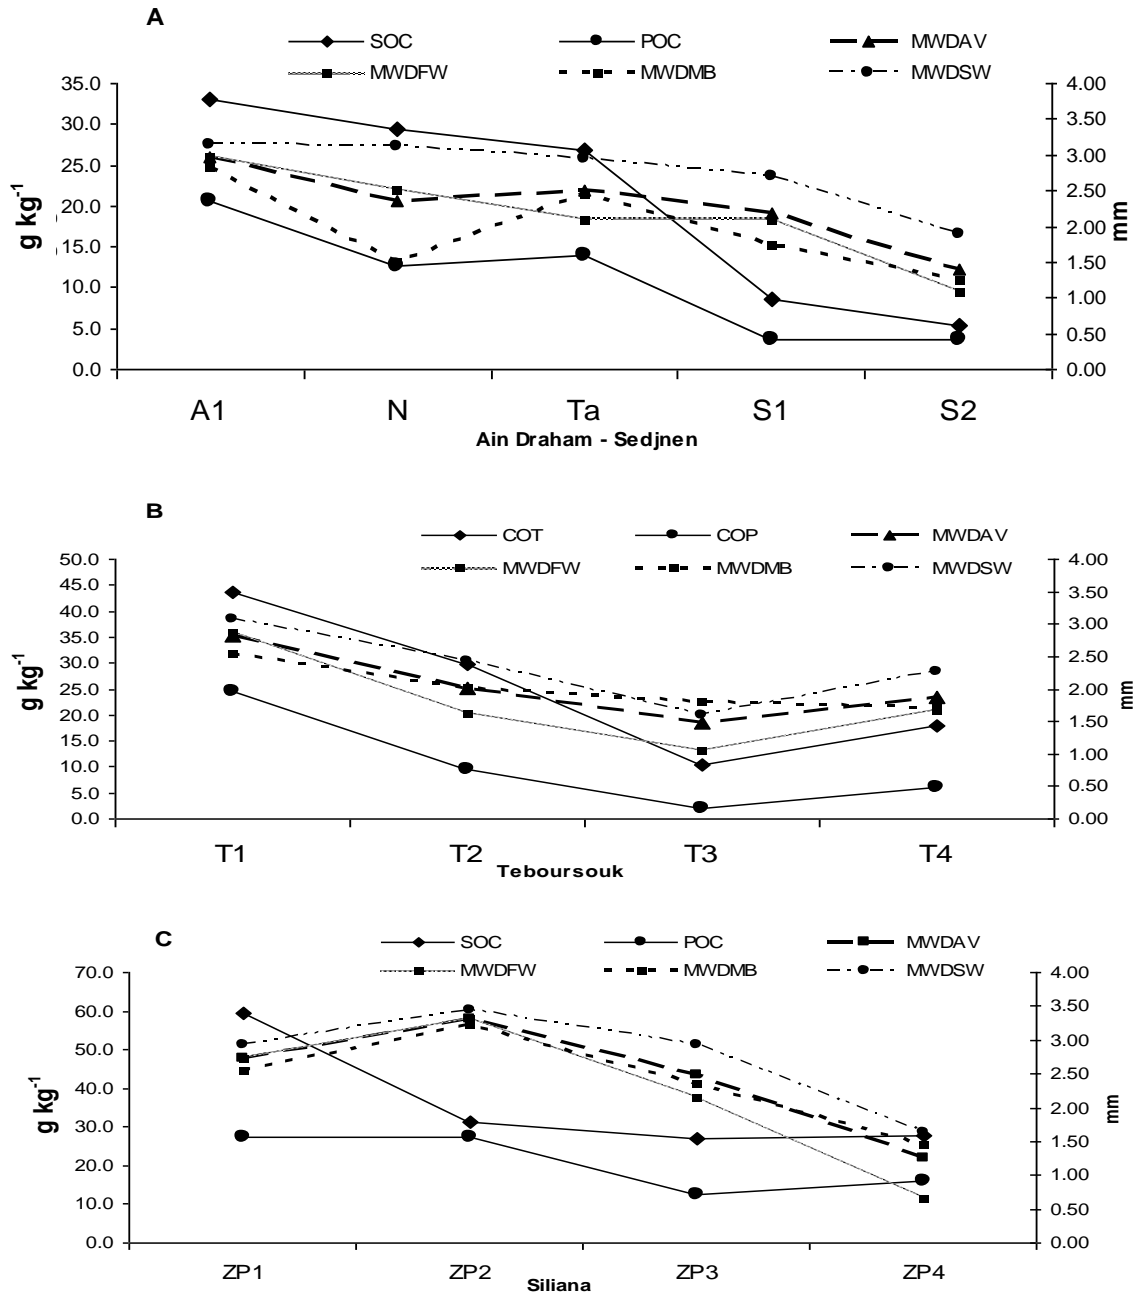 A
SOC POC MWDAV
MWDFW MWDMB MWDSW
35.0 4.00
30.0 3.50
25.0 3.00
20.0 2.50
15.0 2.00
10.0 1.50
5.0 1.00
0.0 0.50
0.00
g kg-1
mm
A1 N Ta S1 S2
Ain Draham - Sedjnen
B
COT COP MWDAV
MWDFW MWDMB MWDSW
50.0 4.00
45.0 3.50
40.0 3.00
35.0 2.50
30.0 2.00
25.0 1.50
20.0 1.00
15.0 0.50
10.0 0.00
5.0
0.0
g kg-1
mm
T1 T2 T3 T4
Teboursouk
C
SOC POC MWDAV
MWDFW MWDMB MWDSW
70.0 4.00
60.0 3.50
50.0 3.00
40.0 2.50
30.0 2.00
20.0 1.50
10.0 1.00
0.0 0.50
0.00
g kg-1
mm
ZP1 ZP2 ZP3 ZP4
Siliana